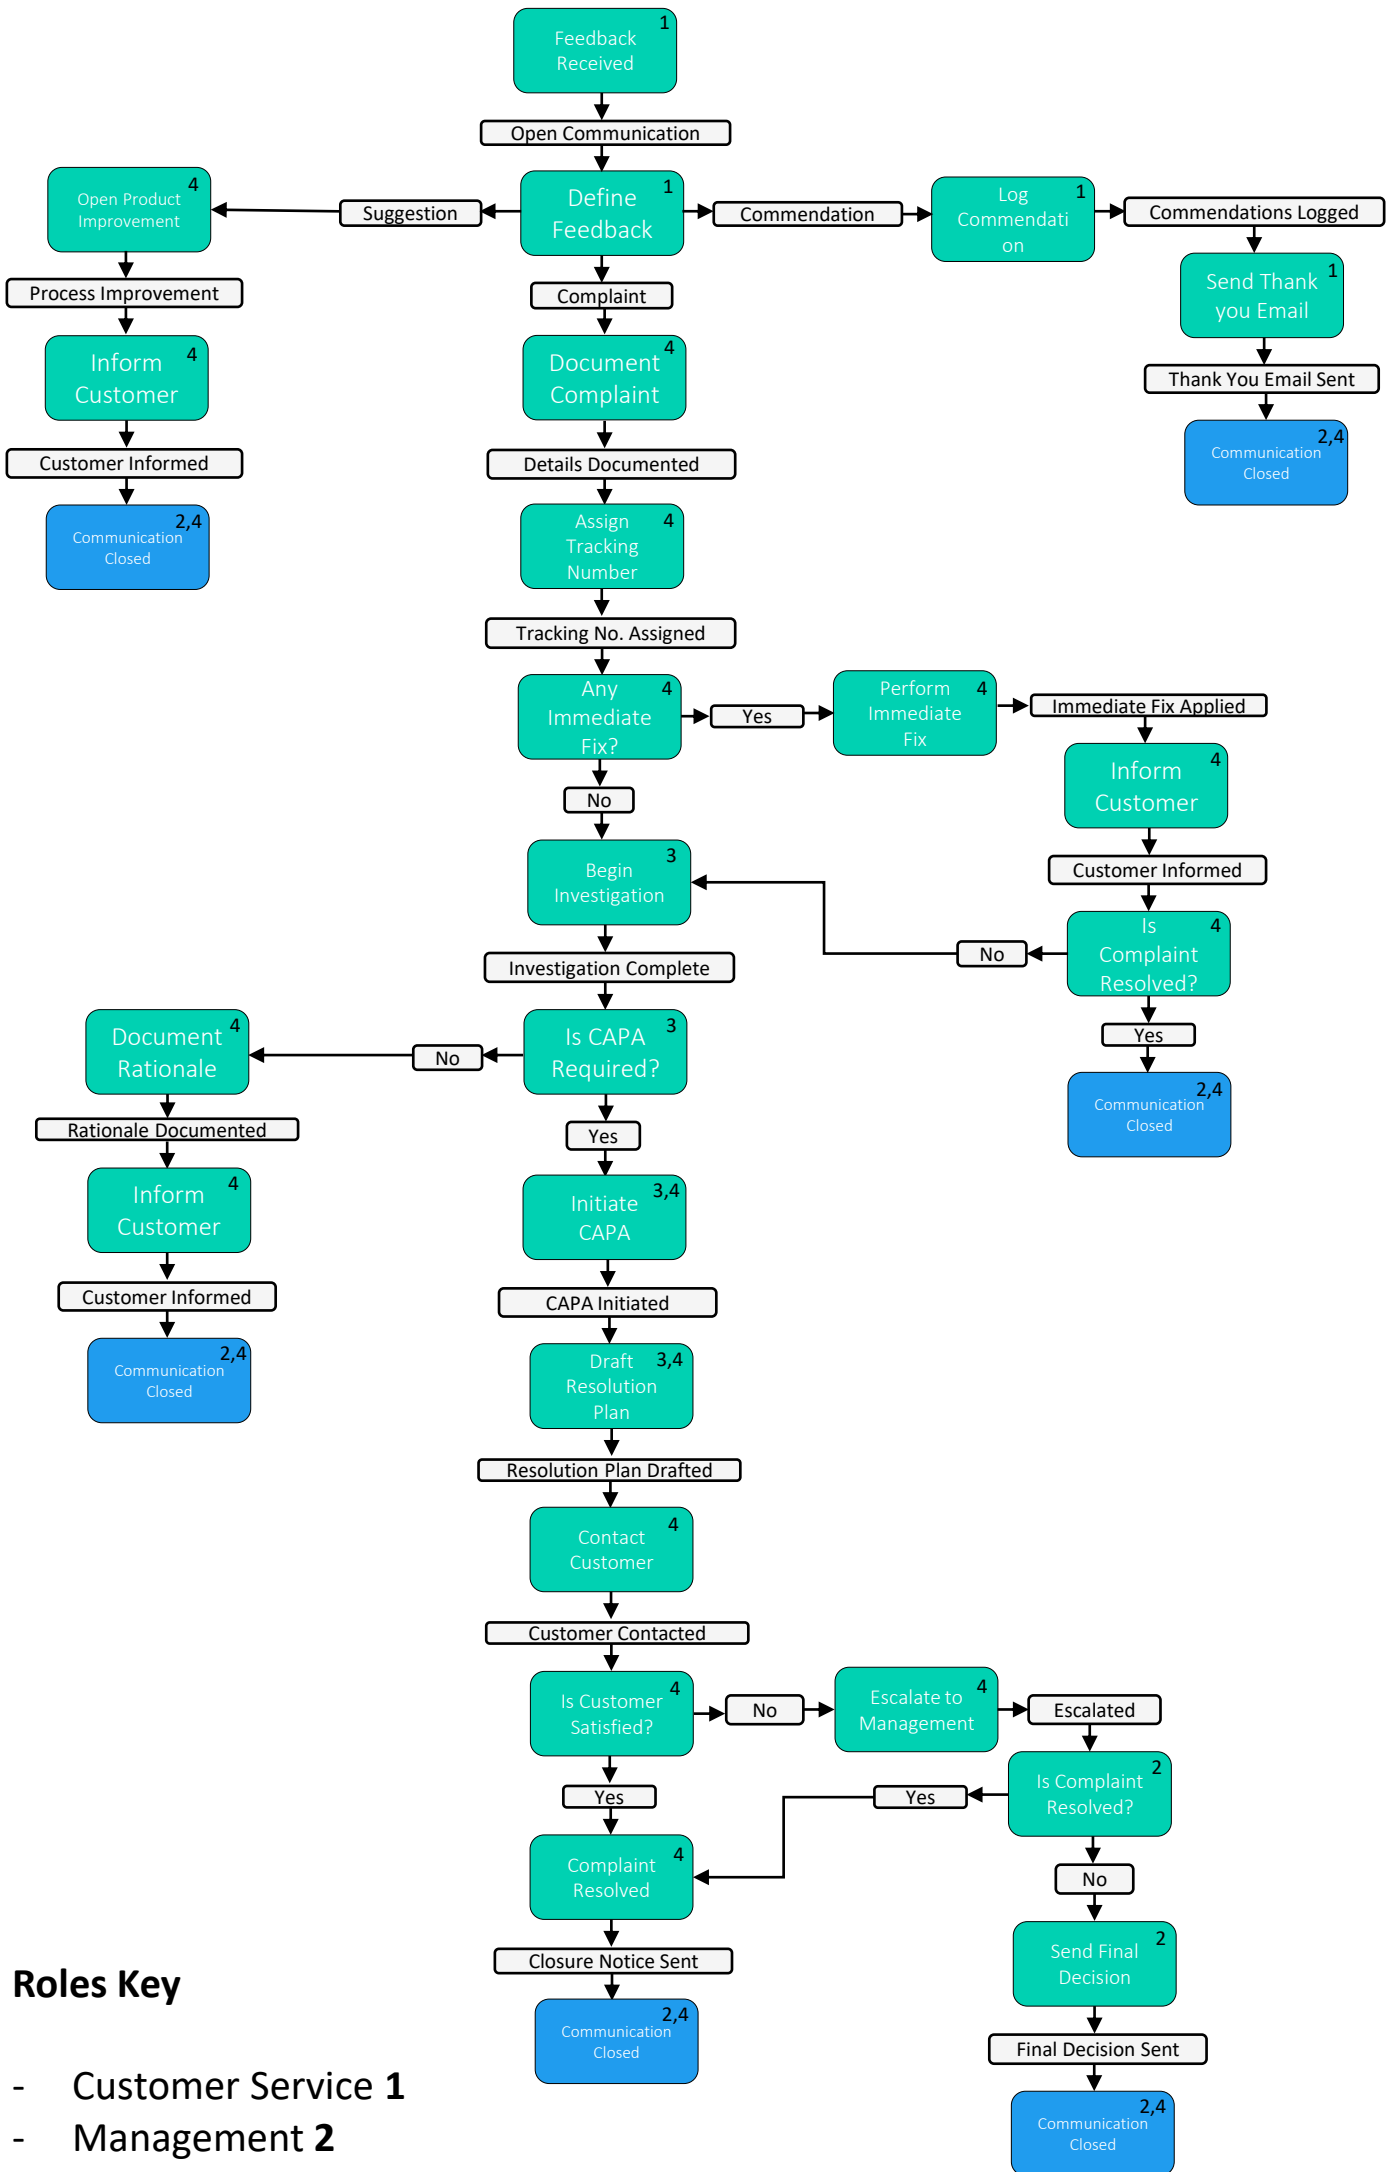 Feedback
Received
1
Open Communication
Open Product
Improvement
4
Suggestion
Define
Feedback
1
Commendation
Log
Commendati
on
1
Commendations Logged
Process Improvement
Complaint
Send Thank
you Email
1
Inform
Customer
4
Document
Complaint
4
Thank You Email Sent
Customer Informed
Details Documented
Communication
Closed
2,4
Communication
Closed
2,4
Assign
Tracking
Number
4
Tracking No. Assigned
Any
Immediate
Fix?
4
Yes
Perform
Immediate
Fix
4
Immediate Fix Applied
No
Inform
Customer
4
Begin
Investigation
3
Customer Informed
Investigation Complete
No
Is
Complaint
Resolved?
4
Document
Rationale
4
No
Is CAPA
Required?
3
Yes
Rationale Documented
Yes
Communication
Closed
2,4
Inform
Customer
4
Initiate
CAPA
3,4
Customer Informed
CAPA Initiated
Communication
Closed
2,4
Draft
Resolution
Plan
3,4
Resolution Plan Drafted
Contact
Customer
4
Customer Contacted
Is Customer
Satisfied?
4
No
Escalate to
Management
4
Escalated
Yes
Yes
Is Complaint
Resolved?
2
Complaint
Resolved
4
No
Closure Notice Sent
Send Final
Decision
2
Communication
Closed
2,4
Final Decision Sent
Communication
Closed
2,4
Roles Key
- Customer Service 1
- Management 2